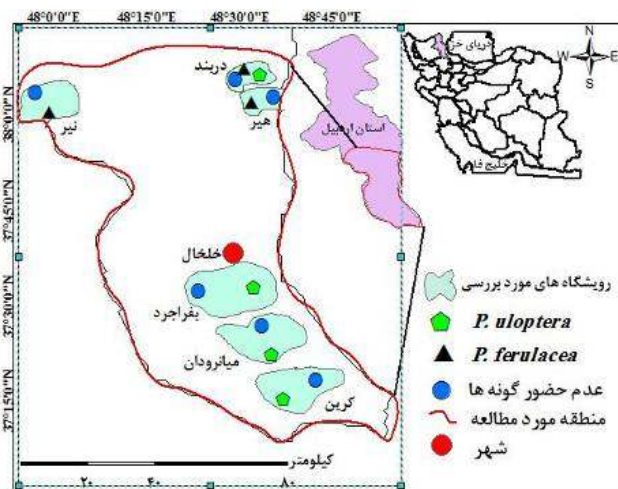 48°0'0"E 48°15'0"E 48°30'0"E 48°45'0"E
38°0'0"N
37°45'0"N
37°30'0"N
37°15'0"N
دربند
نیر
هیر
استان اردبیل
خلخال
بفراجرد
میانرودان
کرین
کیلومتر
۲۰ ۴۰ ۸۰
N
W E
S
دریای خز
خلیج فا
رویشگاه های مورد بررسی
P. uloptera
P. ferulacea
عدم حضور گونه ها
منطقه مورد مطالعه
شهر